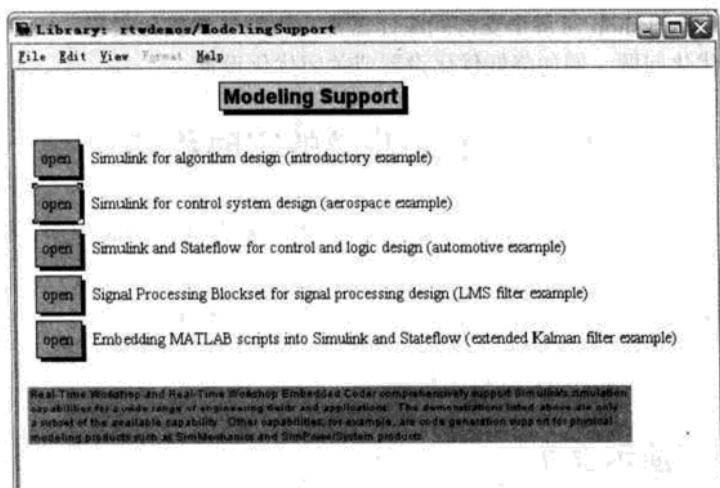 Library: rtwdemos/ModelingSupport
File Edit View Format Help
Modeling Support
open Simulink for algorithm design (introductory example)
open Simulink for control system design (aerospace example)
open Simulink and Stateflow for control and logic design (automotive example)
open Signal Processing Blockset for signal processing design (LMS filter example)
open Embedding MATLAB scripts into Simulink and Stateflow (extended Kalman filter example)
Real-Time Workshop and Real-Time Workshop Embedded Coder comprehensively support Simulink's simulation
capabilities for a wide range of engineering fields and applications. The demonstrations listed above are only
a subset of the available capability. Other capabilities, for example, are code generation support for physical
modeling products such as SimMechanics and SimPowerSystem products.